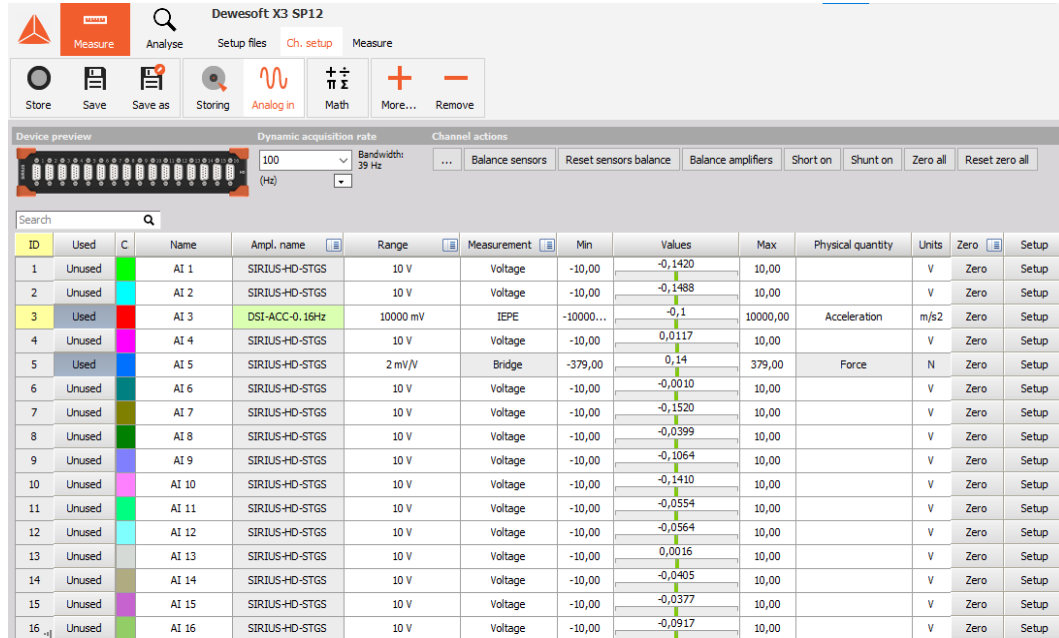 Dewesoft X3 SP12
Measure Analyse Setup files Ch. setup Measure
Store Save Save as Storing Analog in Math More... Remove
Device preview Dynamic acquisition rate Channel actions
100 Bandwidth: 39 Hz ... Balance sensors Reset sensors balance Balance amplifiers Short on Shunt on Zero all Reset zero all
(Hz)
Search
ID Used C Name Ampl. name Range Measurement Min Values Max Physical quantity Units Zero Setup
1 Unused AI 1 SIRIUS-HD-STGS 10 V Voltage -10,00 -0,1420 10,00 V Zero Setup
2 Unused AI 2 SIRIUS-HD-STGS 10 V Voltage -10,00 -0,1488 10,00 V Zero Setup
3 Used AI 3 DSI-ACC-0.16Hz 10000 mV IEPE -10000... -0,1 10000,00 Acceleration m/s2 Zero Setup
4 Unused AI 4 SIRIUS-HD-STGS 10 V Voltage -10,00 0,0117 10,00 V Zero Setup
5 Used AI 5 SIRIUS-HD-STGS 2 mV/V Bridge -379,00 0,14 379,00 Force N Zero Setup
6 Unused AI 6 SIRIUS-HD-STGS 10 V Voltage -10,00 -0,0010 10,00 V Zero Setup
7 Unused AI 7 SIRIUS-HD-STGS 10 V Voltage -10,00 -0,1520 10,00 V Zero Setup
8 Unused AI 8 SIRIUS-HD-STGS 10 V Voltage -10,00 -0,0399 10,00 V Zero Setup
9 Unused AI 9 SIRIUS-HD-STGS 10 V Voltage -10,00 -0,1064 10,00 V Zero Setup
10 Unused AI 10 SIRIUS-HD-STGS 10 V Voltage -10,00 -0,1410 10,00 V Zero Setup
11 Unused AI 11 SIRIUS-HD-STGS 10 V Voltage -10,00 -0,0554 10,00 V Zero Setup
12 Unused AI 12 SIRIUS-HD-STGS 10 V Voltage -10,00 -0,0564 10,00 V Zero Setup
13 Unused AI 13 SIRIUS-HD-STGS 10 V Voltage -10,00 0,0016 10,00 V Zero Setup
14 Unused AI 14 SIRIUS-HD-STGS 10 V Voltage -10,00 -0,0405 10,00 V Zero Setup
15 Unused AI 15 SIRIUS-HD-STGS 10 V Voltage -10,00 -0,0377 10,00 V Zero Setup
16 Unused AI 16 SIRIUS-HD-STGS 10 V Voltage -10,00 -0,0917 10,00 V Zero Setup